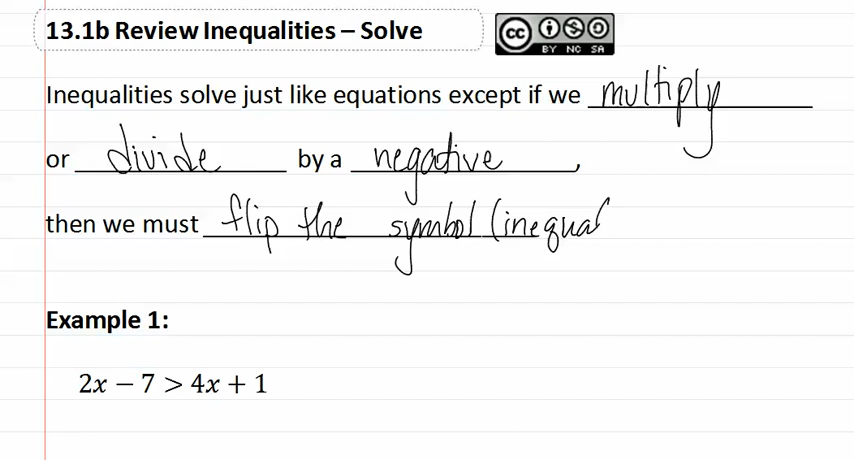 13.1b Review Inequalities – Solve
cc BY NC SA
Inequalities solve just like equations except if we multiply
or divide by a negative,
then we must flip the symbol (inequal
Example 1:
2x − 7 > 4x + 1